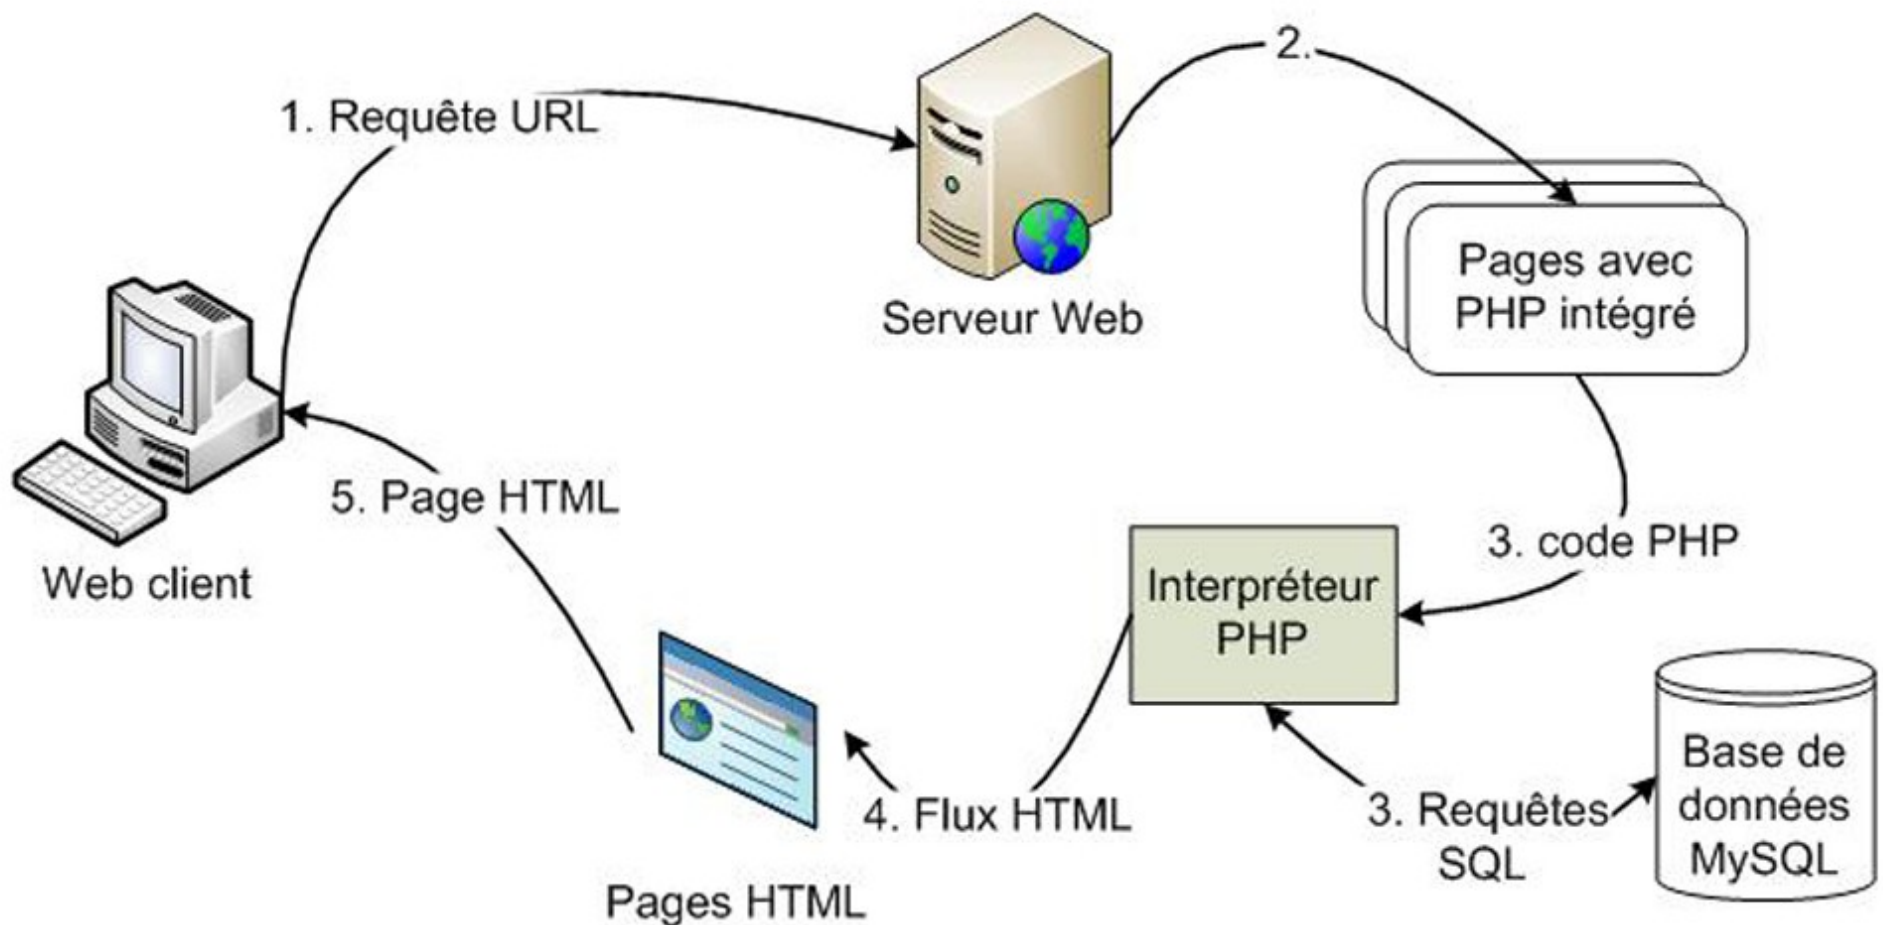 1. Requête URL
2.
Serveur Web
Pages avec
PHP intégré
3. code PHP
Interpréteur
PHP
3. Requêtes
SQL
Base de
données
MySQL
4. Flux HTML
Pages HTML
5. Page HTML
Web client